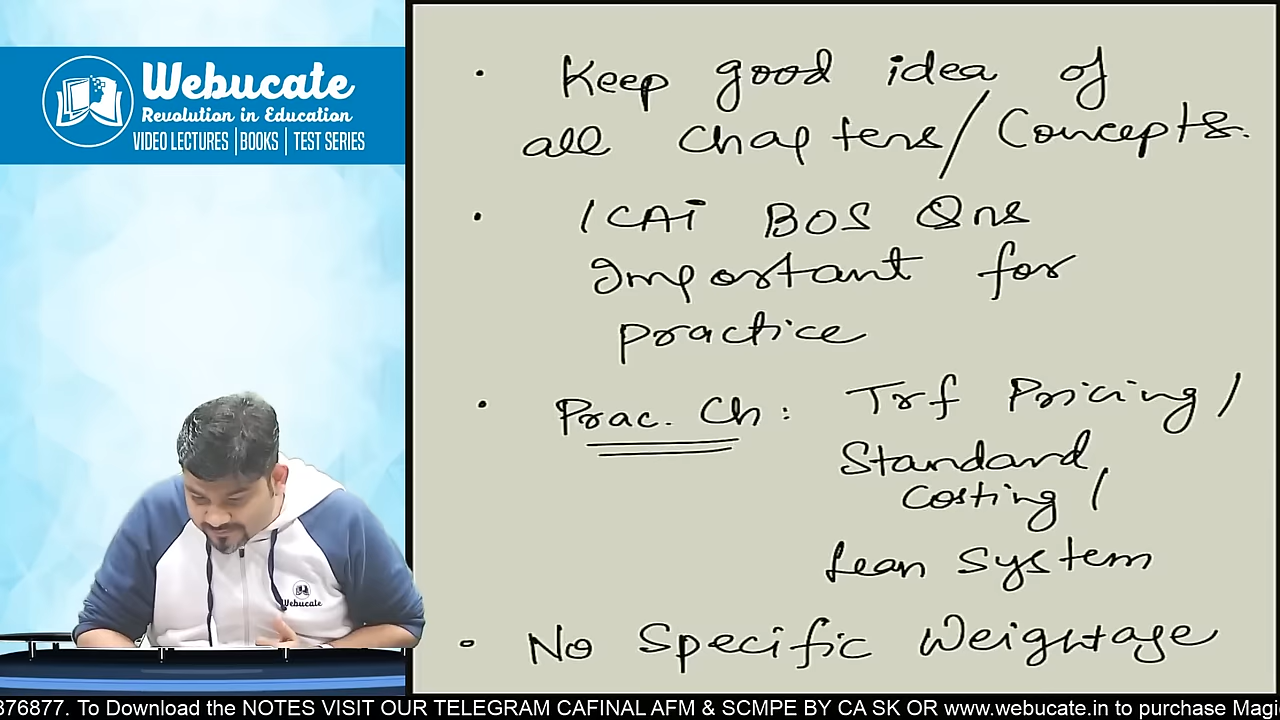 Webucate
Revolution in Education
VIDEO LECTURES | BOOKS | TEST SERIES
• Keep good idea of
all Chapters/Concepts.
• ICAI BOS Qns
Important for
practice
• Prac. Ch: Trf Pricing/
Standard
Costing/
Lean System
• No Specific Weightage
Webucate
376877. To Download the NOTES VISIT OUR TELEGRAM CAFINAL AFM & SCMPE BY CA SK OR www.webucate.in to purchase Magi